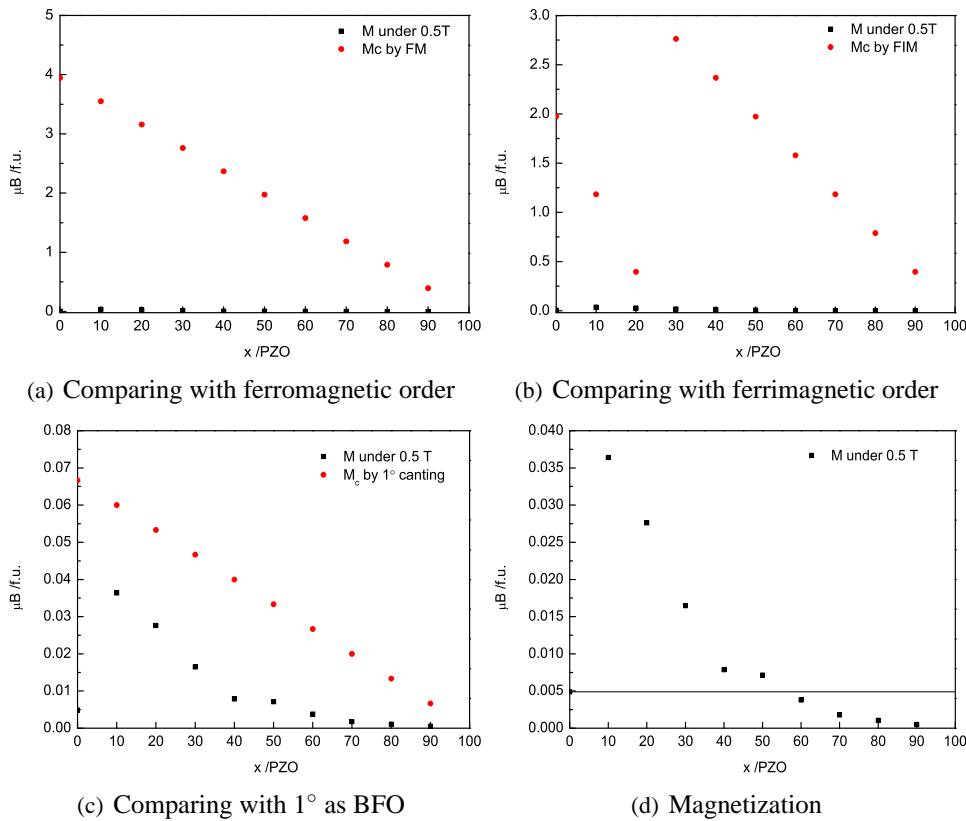 5
4
3
2
1
0
μB /f.u.
M under 0.5T
Mc by FM
0 10 20 30 40 50 60 70 80 90 100
x /PZO
(a) Comparing with ferromagnetic order
3.0
2.5
2.0
1.5
1.0
0.5
0.0
μB /f.u.
M under 0.5T
Mc by FIM
0 10 20 30 40 50 60 70 80 90 100
x /PZO
(b) Comparing with ferrimagnetic order
0.08
0.07
0.06
0.05
0.04
0.03
0.02
0.01
0.00
μB /f.u.
M under 0.5 T
Mc by 1° canting
0 10 20 30 40 50 60 70 80 90 100
x /PZO
(c) Comparing with 1° as BFO
0.040
0.035
0.030
0.025
0.020
0.015
0.010
0.005
0.000
μB /f.u.
M under 0.5 T
0 10 20 30 40 50 60 70 80 90 100
x /PZO
(d) Magnetization